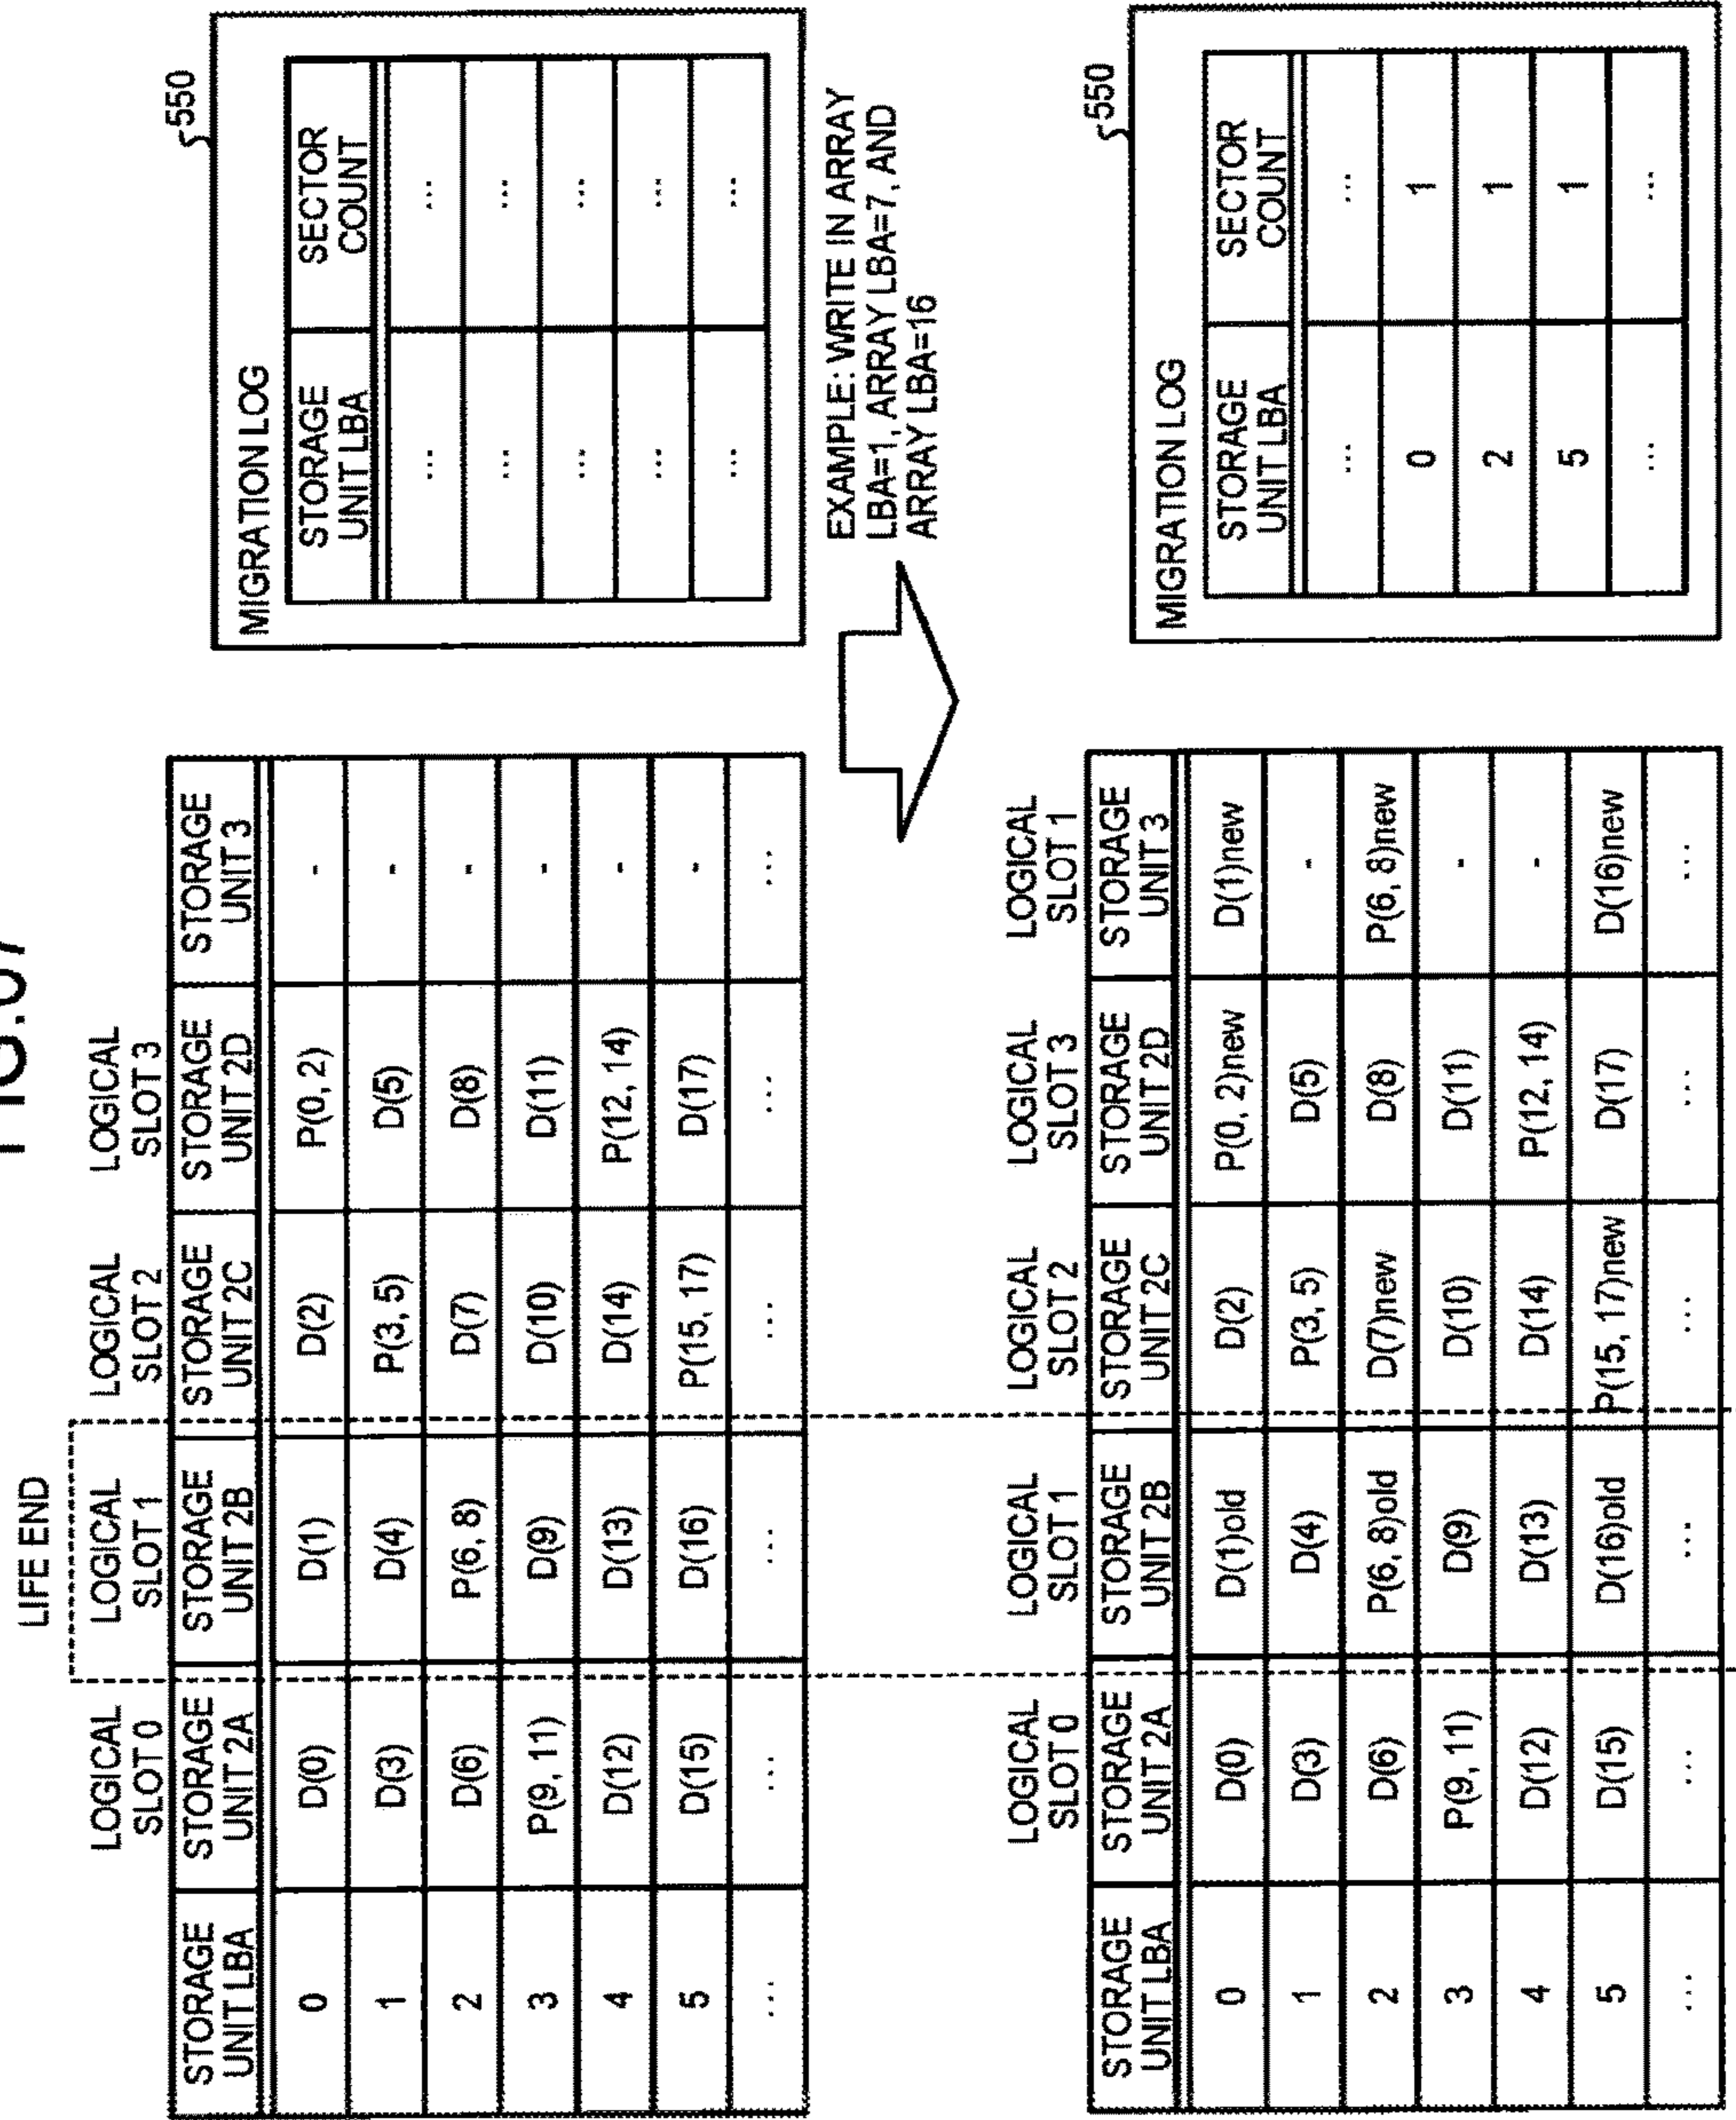 LIFE END
LOGICAL SLOT 0 LOGICAL SLOT 1 LOGICAL SLOT 2 LOGICAL SLOT 3
STORAGE UNIT LBA STORAGE UNIT 2A STORAGE UNIT 2B STORAGE UNIT 2C STORAGE UNIT 2D STORAGE UNIT 3
0 D(0) D(1) D(2) P(0, 2) -
1 D(3) D(4) P(3, 5) D(5) -
2 D(6) P(6, 8) D(7) D(8) -
3 P(9, 11) D(9) D(10) D(11) -
4 D(12) D(13) D(14) P(12, 14) -
5 D(15) D(16) P(15, 17) D(17) -
... ... ... ... ... ...
550
MIGRATION LOG
STORAGE UNIT LBA SECTOR COUNT
... ...
... ...
... ...
... ...
... ...
EXAMPLE: WRITE IN ARRAY
LBA=1, ARRAY LBA=7, AND
ARRAY LBA=16
LOGICAL SLOT 0 LOGICAL SLOT 1 LOGICAL SLOT 2 LOGICAL SLOT 3 LOGICAL SLOT 1
STORAGE UNIT LBA STORAGE UNIT 2A STORAGE UNIT 2B STORAGE UNIT 2C STORAGE UNIT 2D STORAGE UNIT 3
0 D(0) D(1)old D(2) P(0, 2)new D(1)new
1 D(3) D(4) P(3, 5) D(5) -
2 D(6) P(6, 8)old D(7)new D(8) P(6, 8)new
3 P(9, 11) D(9) D(10) D(11) -
4 D(12) D(13) D(14) P(12, 14) -
5 D(15) D(16)old P(15, 17)new D(17) D(16)new
... ... ... ... ... ...
550
MIGRATION LOG
STORAGE UNIT LBA SECTOR COUNT
... ...
0 1
2 1
5 1
... ...